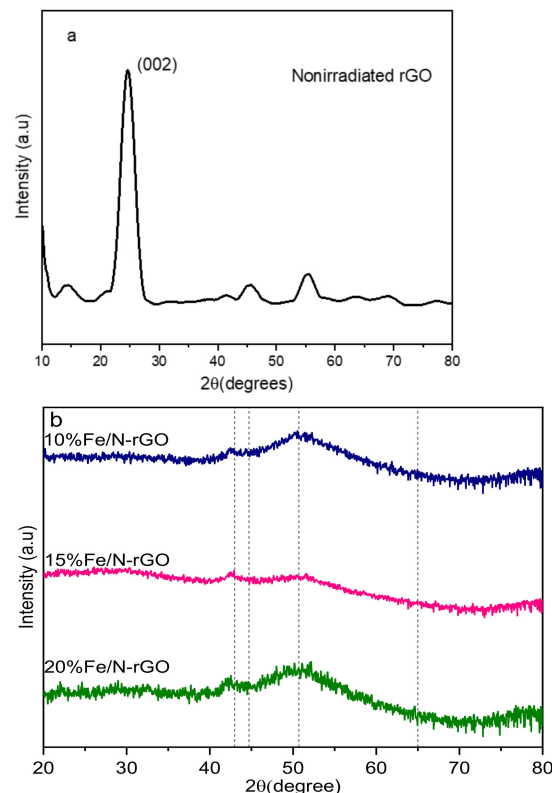 a
(002)
Nonirradiated rGO
Intensity (a.u)
10 20 30 40 50 60 70 80
2θ(degrees)
b
10%Fe/N-rGO
15%Fe/N-rGO
20%Fe/N-rGO
Intensity (a.u)
20 30 40 50 60 70 80
2θ(degree)